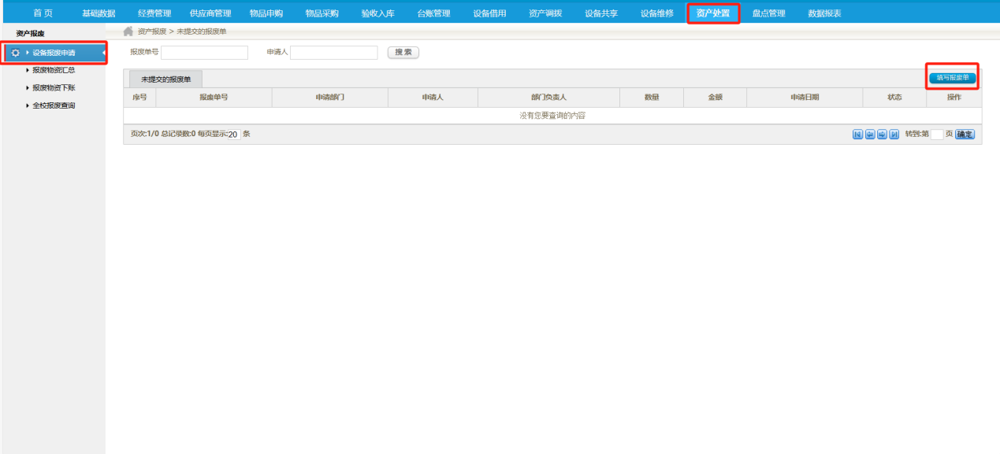 首 页 基础数据 经费管理 供应商管理 物品申购 物品采购 验收入库 台账管理 设备借用 资产调拨 设备共享 设备维修 资产处置 盘点管理 数据报表
资产报废
资产报废 > 未提交的报废单
设备报废申请
报废单号 申请人 搜 索
报废物资汇总
未提交的报废单 填写报废单
报废物资下账
序号 报废单号 申请部门 申请人 部门负责人 数量 金额 申请日期 状态 操作
全校报废查询
没有您要查询的内容
页次:1/0 总记录数:0 每页显示:20 条 转到:第 页 确定